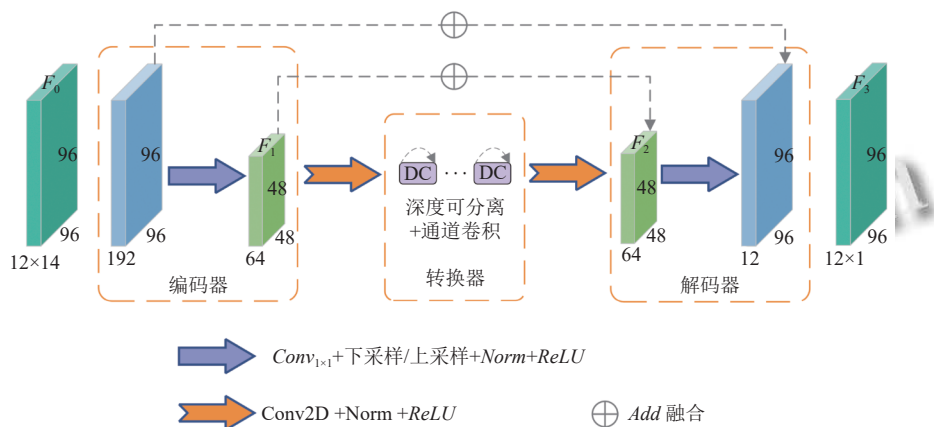 F₀
96
96
12×14
96
96
192
编码器
F₁
48
48
64
DC ··· DC
深度可分离
+通道卷积
转换器
F₂
48
48
64
96
96
12
解码器
F₃
96
96
12×1
Conv₁ₓ₁+下采样/上采样+Norm+ReLU
Conv2D +Norm +ReLU
Add 融合